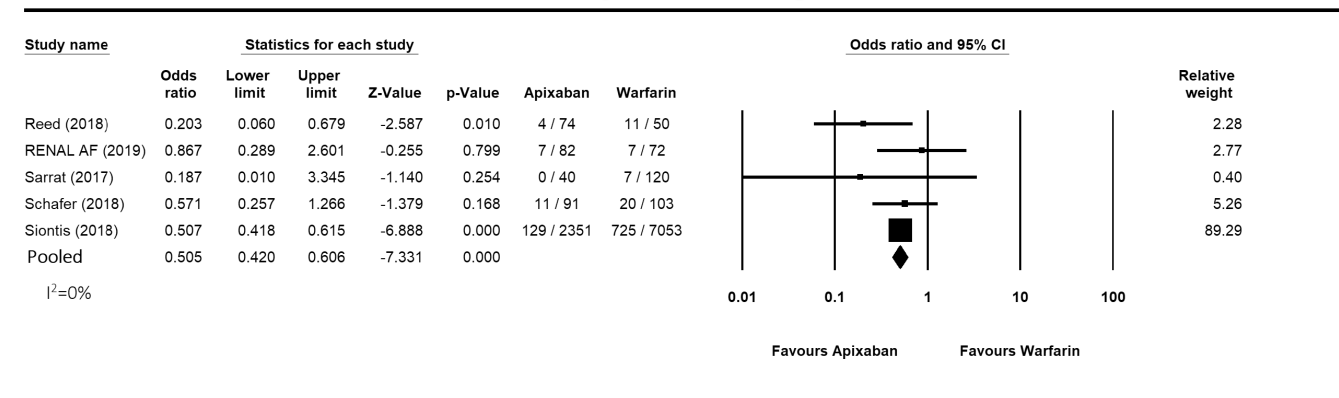 Study name Statistics for each study Odds ratio and 95% CI
Odds Lower Upper Relative
ratio limit limit Z-Value p-Value Apixaban Warfarin weight
Reed (2018) 0.203 0.060 0.679 -2.587 0.010 4 / 74 11 / 50 2.28
RENAL AF (2019) 0.867 0.289 2.601 -0.255 0.799 7 / 82 7 / 72 2.77
Sarrat (2017) 0.187 0.010 3.345 -1.140 0.254 0 / 40 7 / 120 0.40
Schafer (2018) 0.571 0.257 1.266 -1.379 0.168 11 / 91 20 / 103 5.26
Siontis (2018) 0.507 0.418 0.615 -6.888 0.000 129 / 2351 725 / 7053 89.29
Pooled 0.505 0.420 0.606 -7.331 0.000
I²=0%
0.01 0.1 1 10 100
Favours Apixaban Favours Warfarin